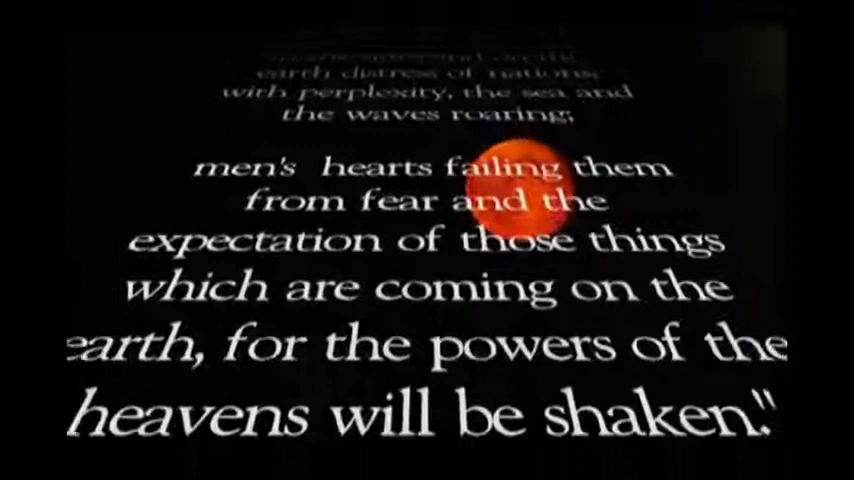 earth distress of nations,
with perplexity, the sea and
the waves roaring;
men's hearts failing them
from fear and the
expectation of those things
which are coming on the
earth, for the powers of the
heavens will be shaken."